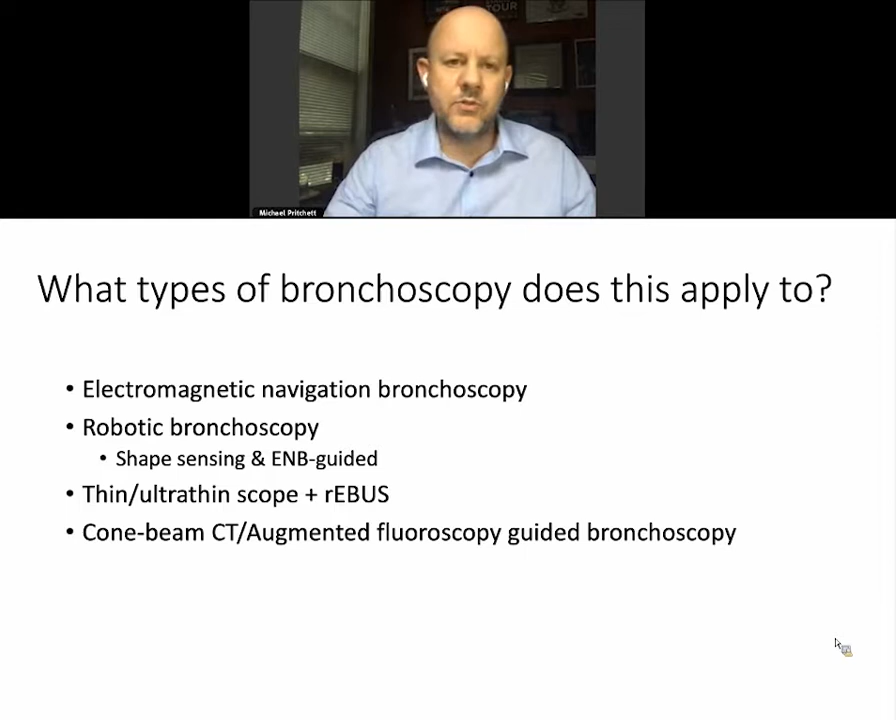 TOUR
Michael Pritchett
What types of bronchoscopy does this apply to?
• Electromagnetic navigation bronchoscopy
• Robotic bronchoscopy
• Shape sensing & ENB-guided
• Thin/ultrathin scope + rEBUS
• Cone-beam CT/Augmented fluoroscopy guided bronchoscopy